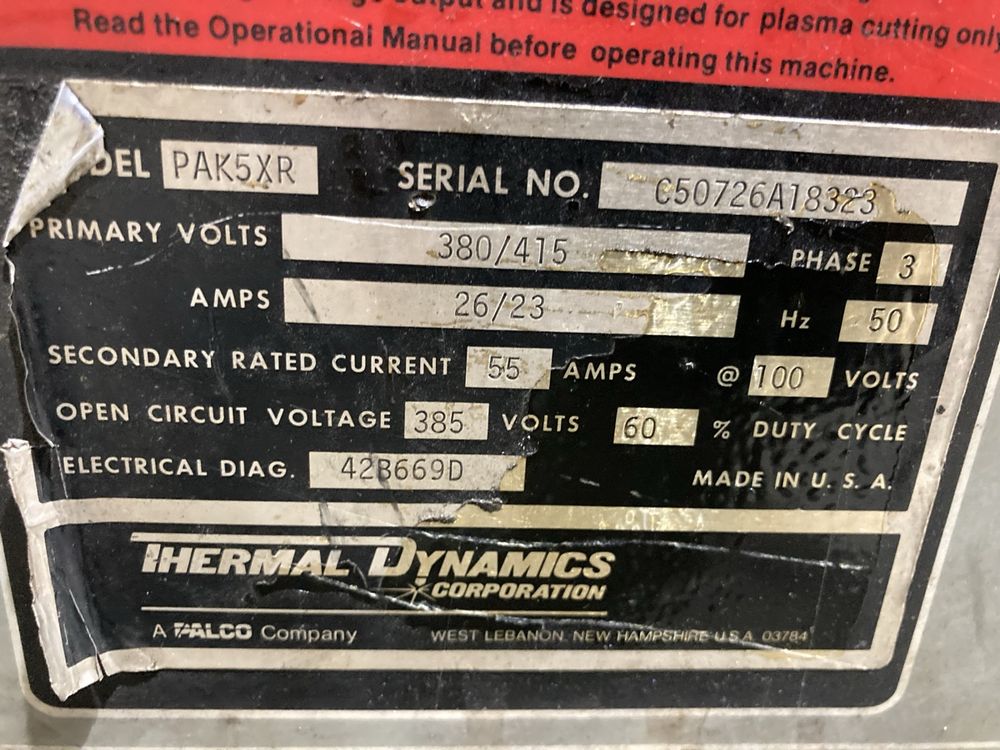 output and is designed for plasma cutting only
Read the Operational Manual before operating this machine.
DEL PAK5XR SERIAL NO. C50726A18323
PRIMARY VOLTS 380/415 PHASE 3
AMPS 26/23 Hz 50
SECONDARY RATED CURRENT 55 AMPS @ 100 VOLTS
OPEN CIRCUIT VOLTAGE 385 VOLTS 60 % DUTY CYCLE
ELECTRICAL DIAG. 42B669D MADE IN U. S. A.
THERMAL DYNAMICS
CORPORATION
A PALCO Company WEST LEBANON, NEW HAMPSHIRE U.S.A. 03784